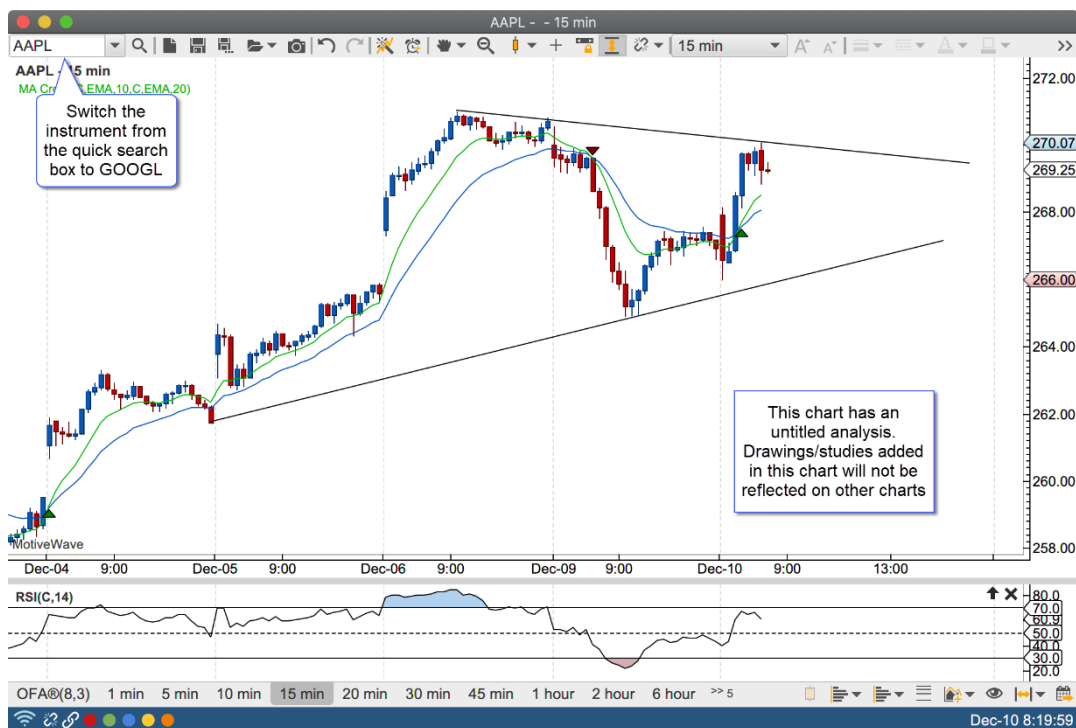 AAPL - - 15 min
AAPL
15 min
A
A
A
>>
AAPL - 15 min
MA Cr
C,EMA,10,C,EMA,20)
Switch the
instrument from
the quick search
box to GOOGL
272.00
270.07
269.25
268.00
266.00
264.00
262.00
260.00
258.00
This chart has an
untitled analysis.
Drawings/studies added
in this chart will not be
reflected on other charts
MotiveWave
Dec-04 9:00 Dec-05 9:00 Dec-06 9:00 Dec-09 9:00 Dec-10 9:00 13:00
RSI(C,14)
80.0
70.0
60.9
50.0
40.0
30.0
20.0
OFA®(8,3) 1 min 5 min 10 min 15 min 20 min 30 min 45 min 1 hour 2 hour 6 hour >> 5
Dec-10 8:19:59